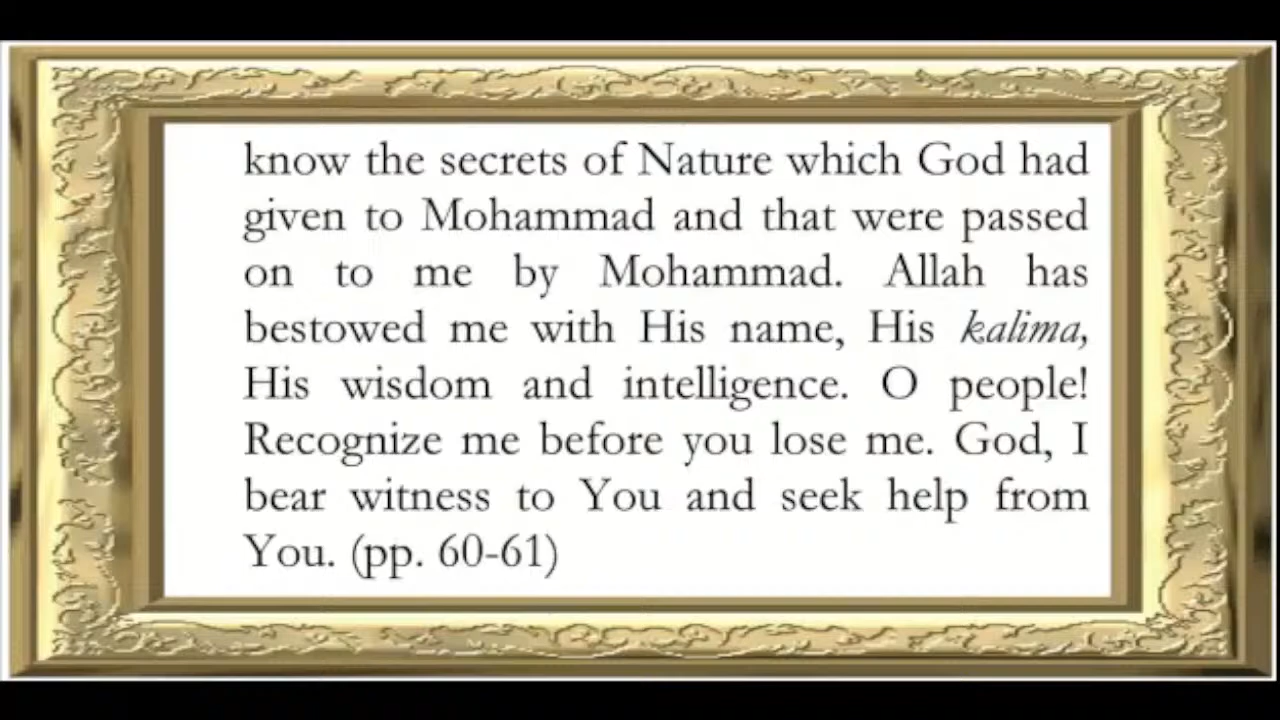 know the secrets of Nature which God had
given to Mohammad and that were passed
on to me by Mohammad. Allah has
bestowed me with His name, His kalima,
His wisdom and intelligence. O people!
Recognize me before you lose me. God, I
bear witness to You and seek help from
You. (pp. 60-61)